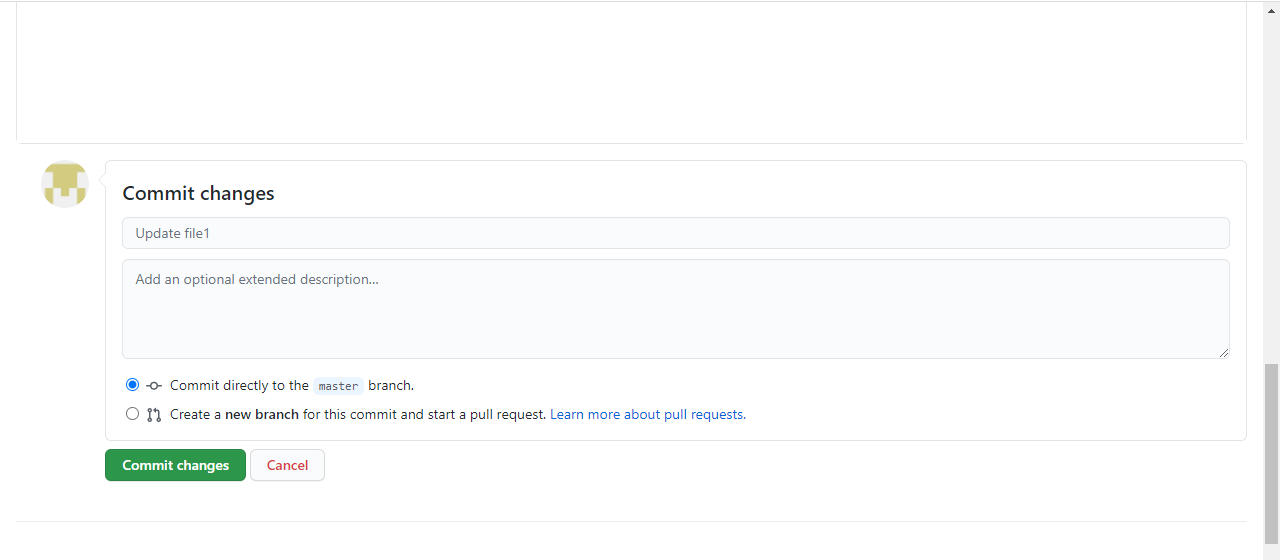 Commit changes
Update file1
Add an optional extended description...
Commit directly to the master branch.
Create a new branch for this commit and start a pull request. Learn more about pull requests.
Commit changes Cancel